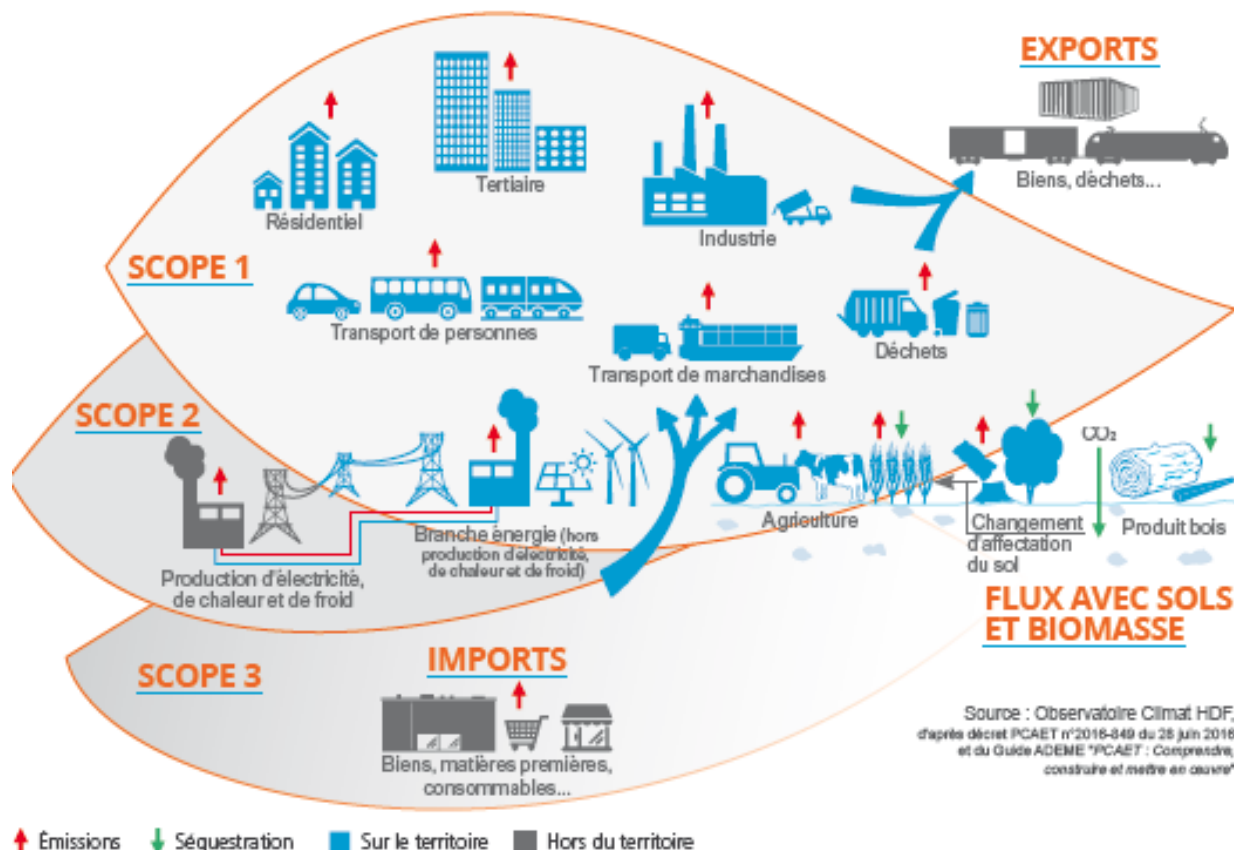 EXPORTS
Biens, déchets...
Tertiaire
Résidentiel
Industrie
SCOPE 1
Transport de personnes
Transport de marchandises
Déchets
SCOPE 2
CO₂
Agriculture
Changement
d'affectation
du sol
Produit bois
Branche énergie (hors
production d'électricité,
de chaleur et de froid)
Production d'électricité,
de chaleur et de froid
FLUX AVEC SOLS
ET BIOMASSE
SCOPE 3
IMPORTS
Biens, matières premières,
consommables...
Source : Observatoire Climat HDF,
d'après décret PCAET n°2016-849 du 28 juin 2016
et du Guide ADEME "PCAET : Comprendre,
construire et mettre en œuvre"
Émissions
Séquestration
Sur le territoire
Hors du territoire